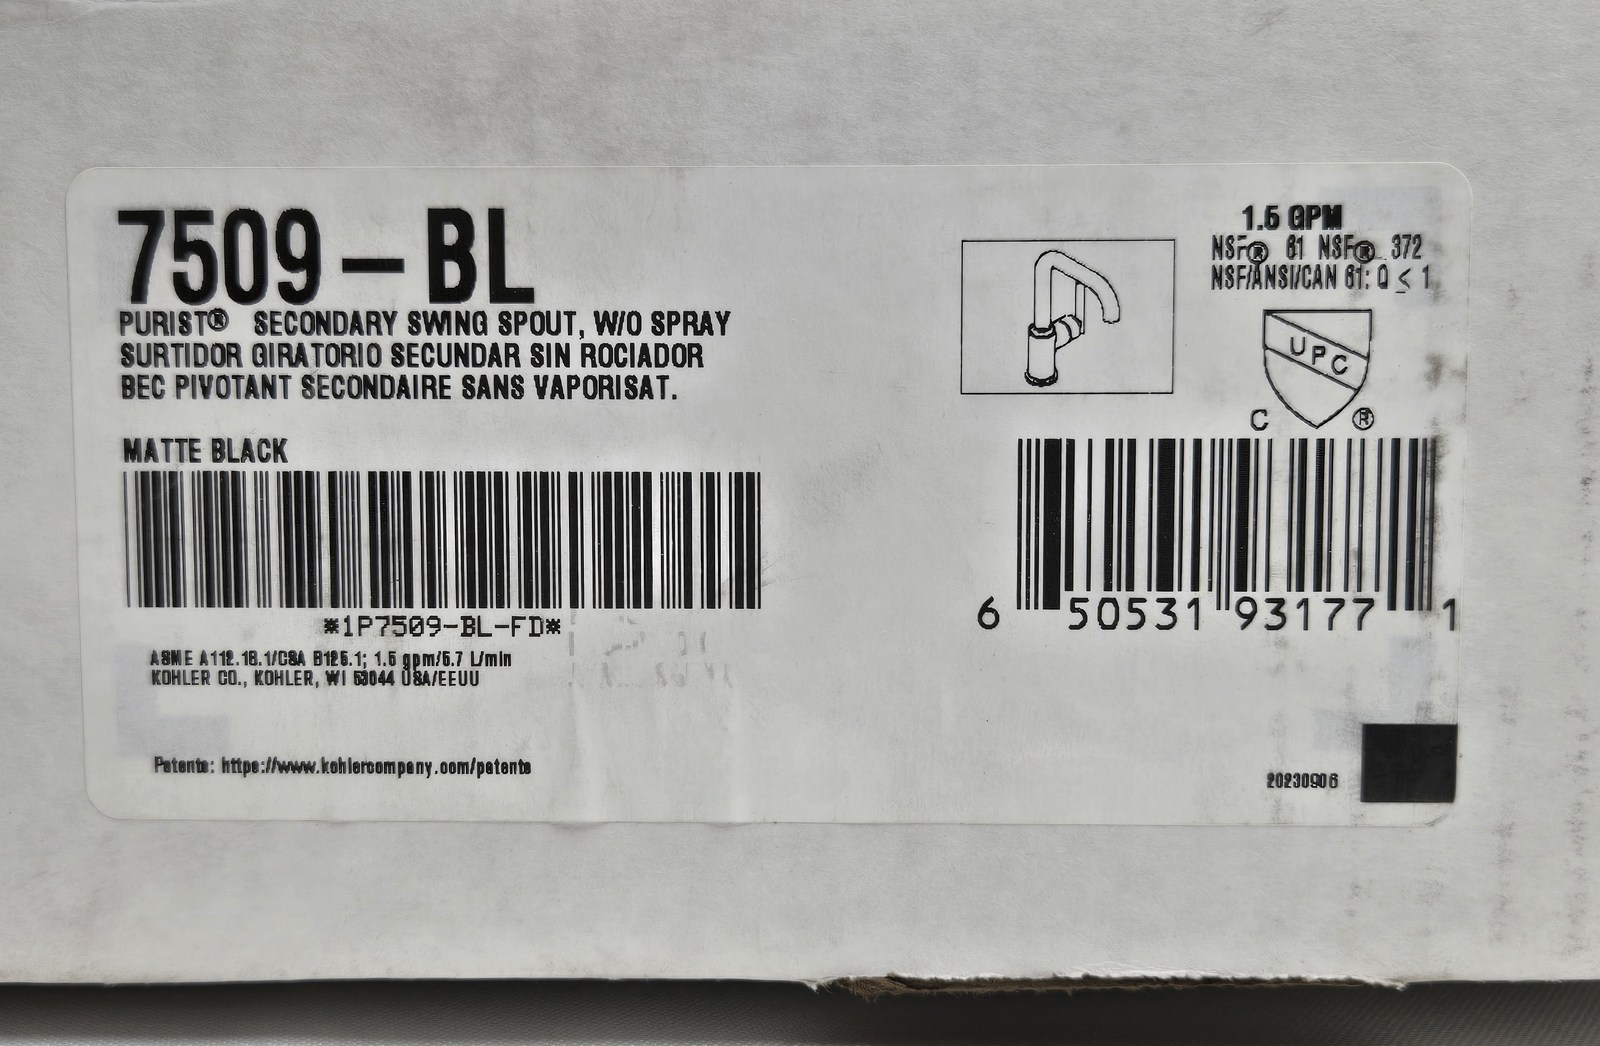 7509-BL
PURIST® SECONDARY SWING SPOUT, W/O SPRAY
SURTIDOR GIRATORIO SECUNDAR SIN ROCIADOR
BEC PIVOTANT SECONDAIRE SANS VAPORISAT.
MATTE BLACK
*1P7509-BL-FD*
ASME A112.18.1/CSA B125.1; 1.5 gpm/5.7 L/min
KOHLER CO., KOHLER, WI 53044 USA/EEUU
Patents: https://www.kohlercompany.com/patents
1.5 GPM
NSF® 61 NSF® 372
NSF/ANSI/CAN 61: Q ≤ 1
UPC
C ®
6 50531 93177 1
20230906